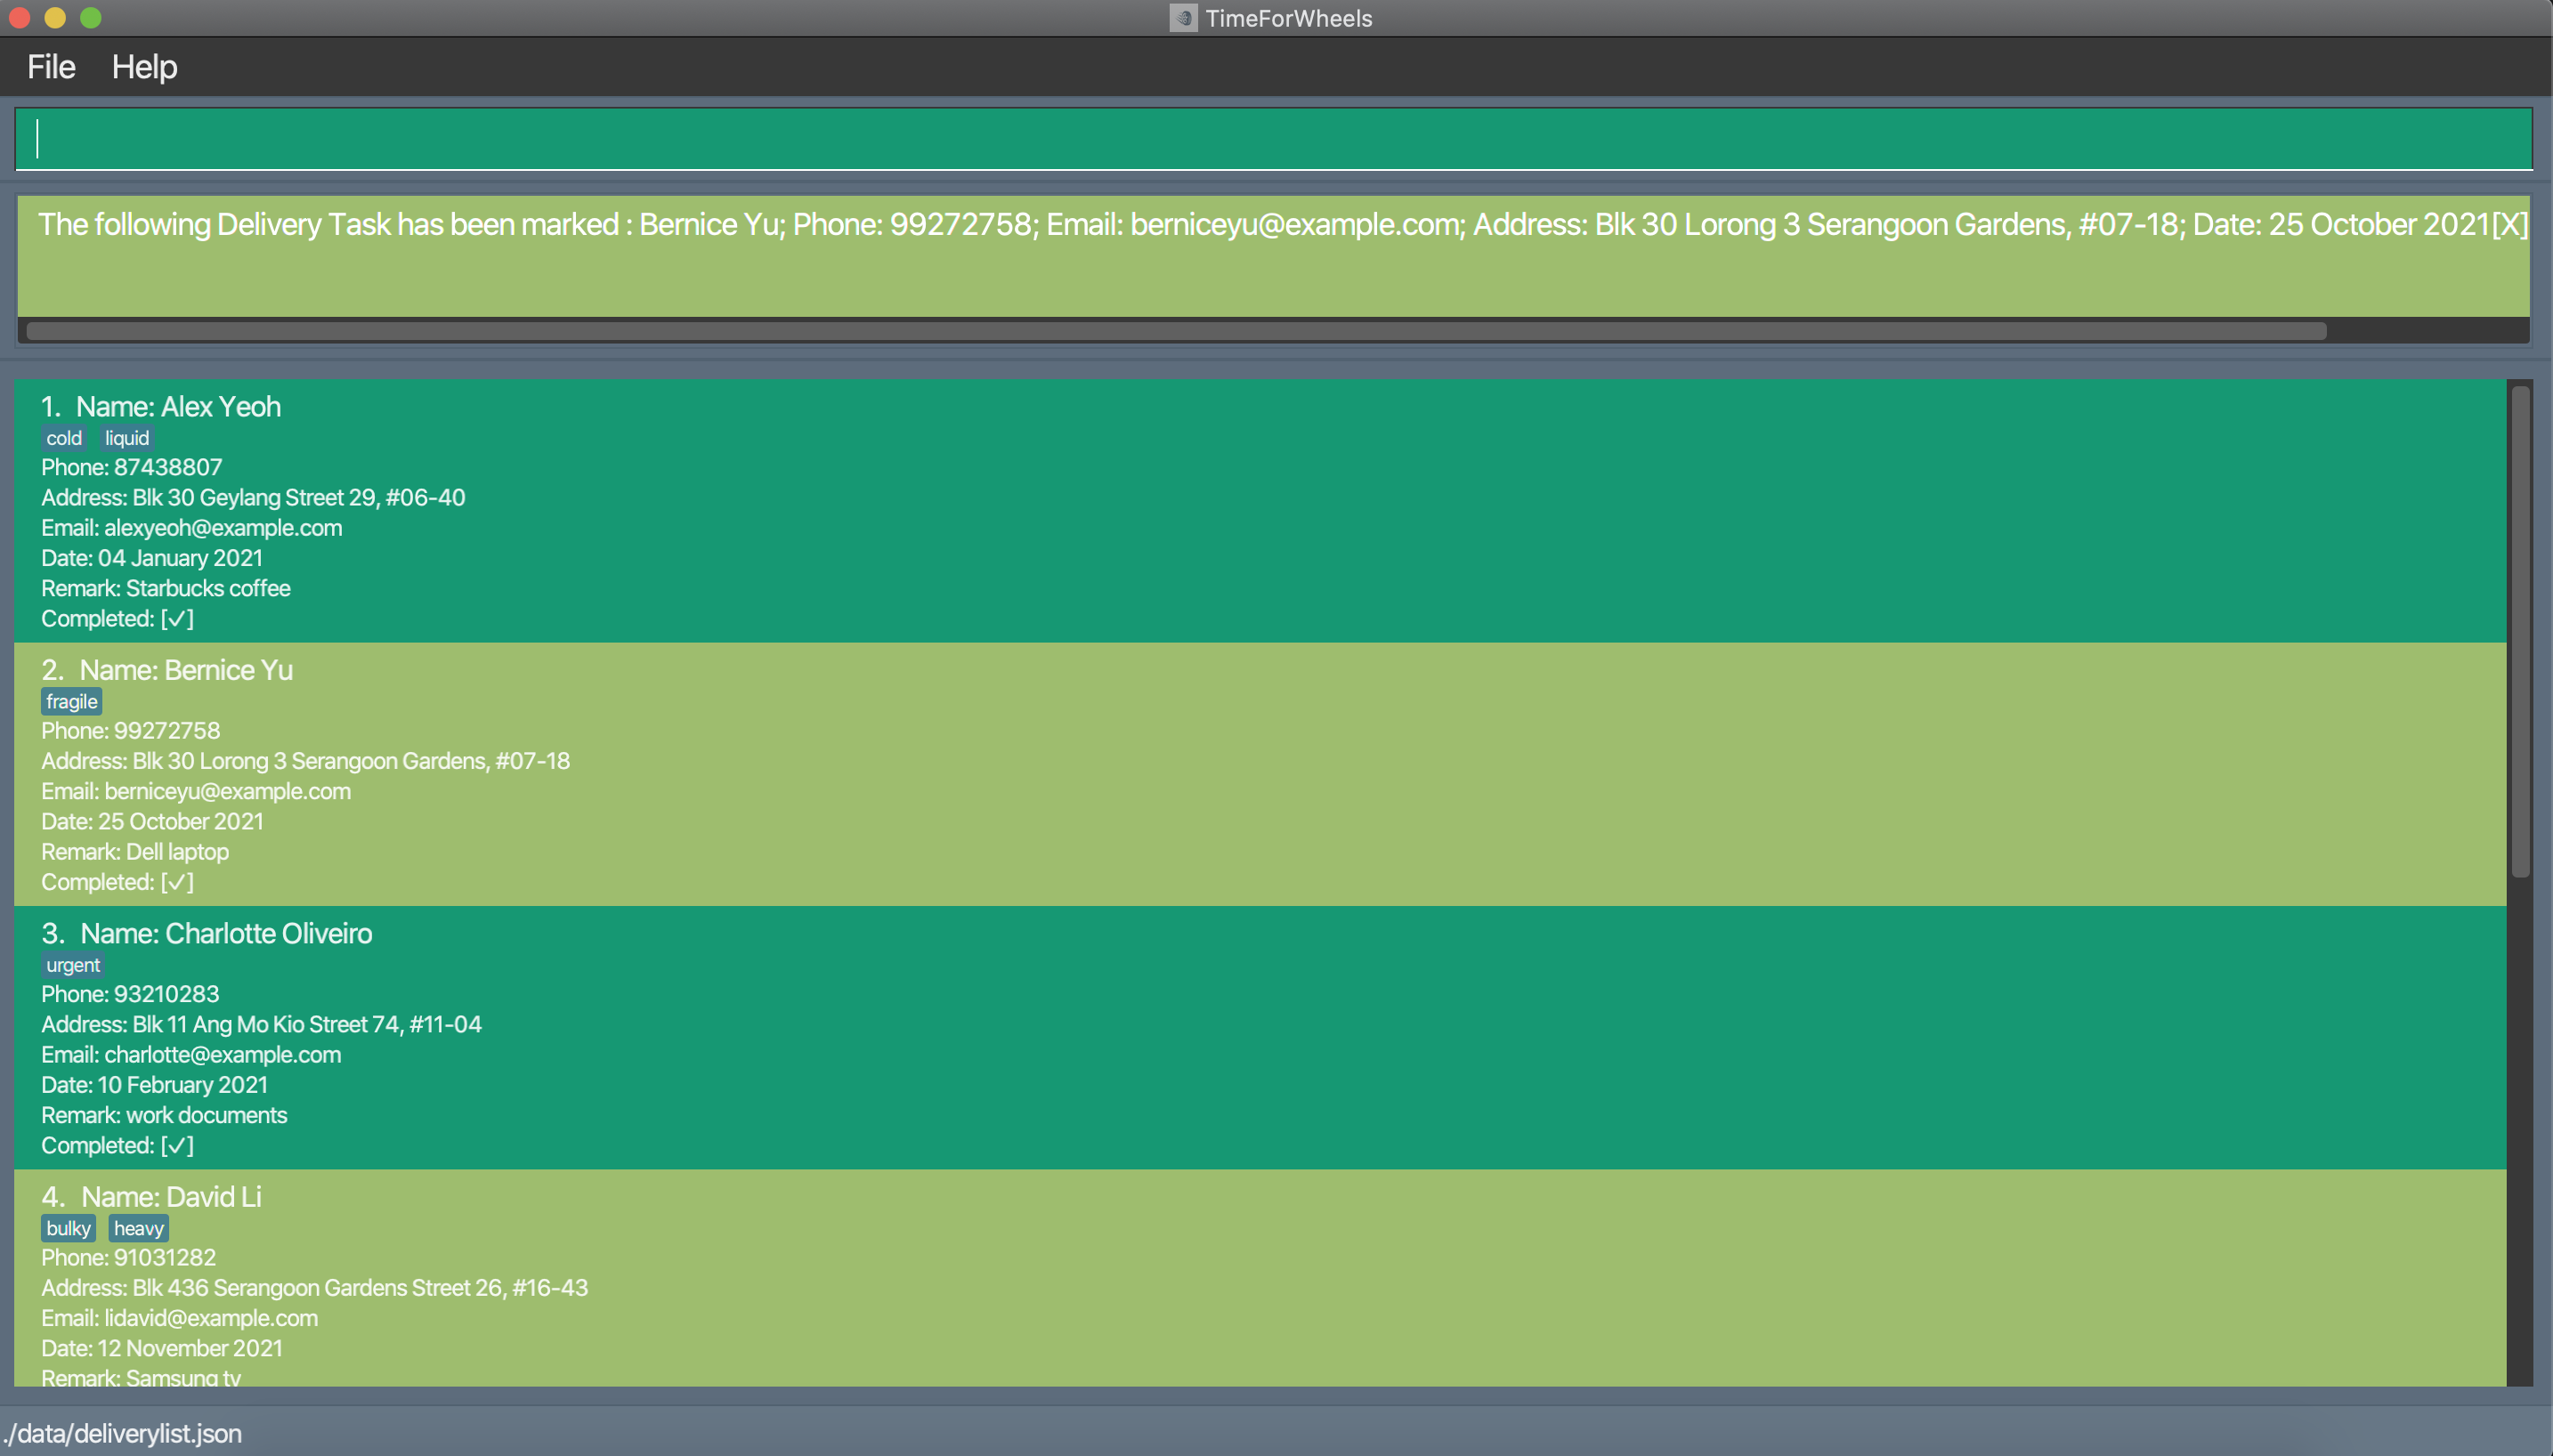 TimeForWheels
File Help
The following Delivery Task has been marked : Bernice Yu; Phone: 99272758; Email: berniceyu@example.com; Address: Blk 30 Lorong 3 Serangoon Gardens, #07-18; Date: 25 October 2021[X]
1. Name: Alex Yeoh
cold liquid
Phone: 87438807
Address: Blk 30 Geylang Street 29, #06-40
Email: alexyeoh@example.com
Date: 04 January 2021
Remark: Starbucks coffee
Completed: [✓]
2. Name: Bernice Yu
fragile
Phone: 99272758
Address: Blk 30 Lorong 3 Serangoon Gardens, #07-18
Email: berniceyu@example.com
Date: 25 October 2021
Remark: Dell laptop
Completed: [✓]
3. Name: Charlotte Oliveiro
urgent
Phone: 93210283
Address: Blk 11 Ang Mo Kio Street 74, #11-04
Email: charlotte@example.com
Date: 10 February 2021
Remark: work documents
Completed: [✓]
4. Name: David Li
bulky heavy
Phone: 91031282
Address: Blk 436 Serangoon Gardens Street 26, #16-43
Email: lidavid@example.com
Date: 12 November 2021
Remark: Samsung tv
./data/deliverylist.json